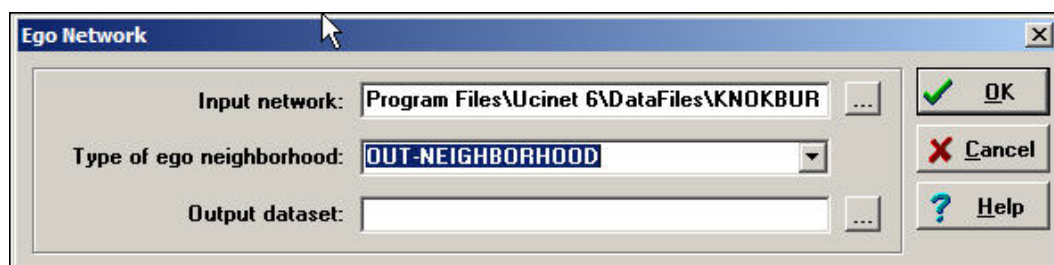 Ego Network
Input network: Program Files\Ucinet 6\DataFiles\KNOKBUR ...
OK
Type of ego neighborhood: OUT-NEIGHBORHOOD
Cancel
Output dataset: ...
Help